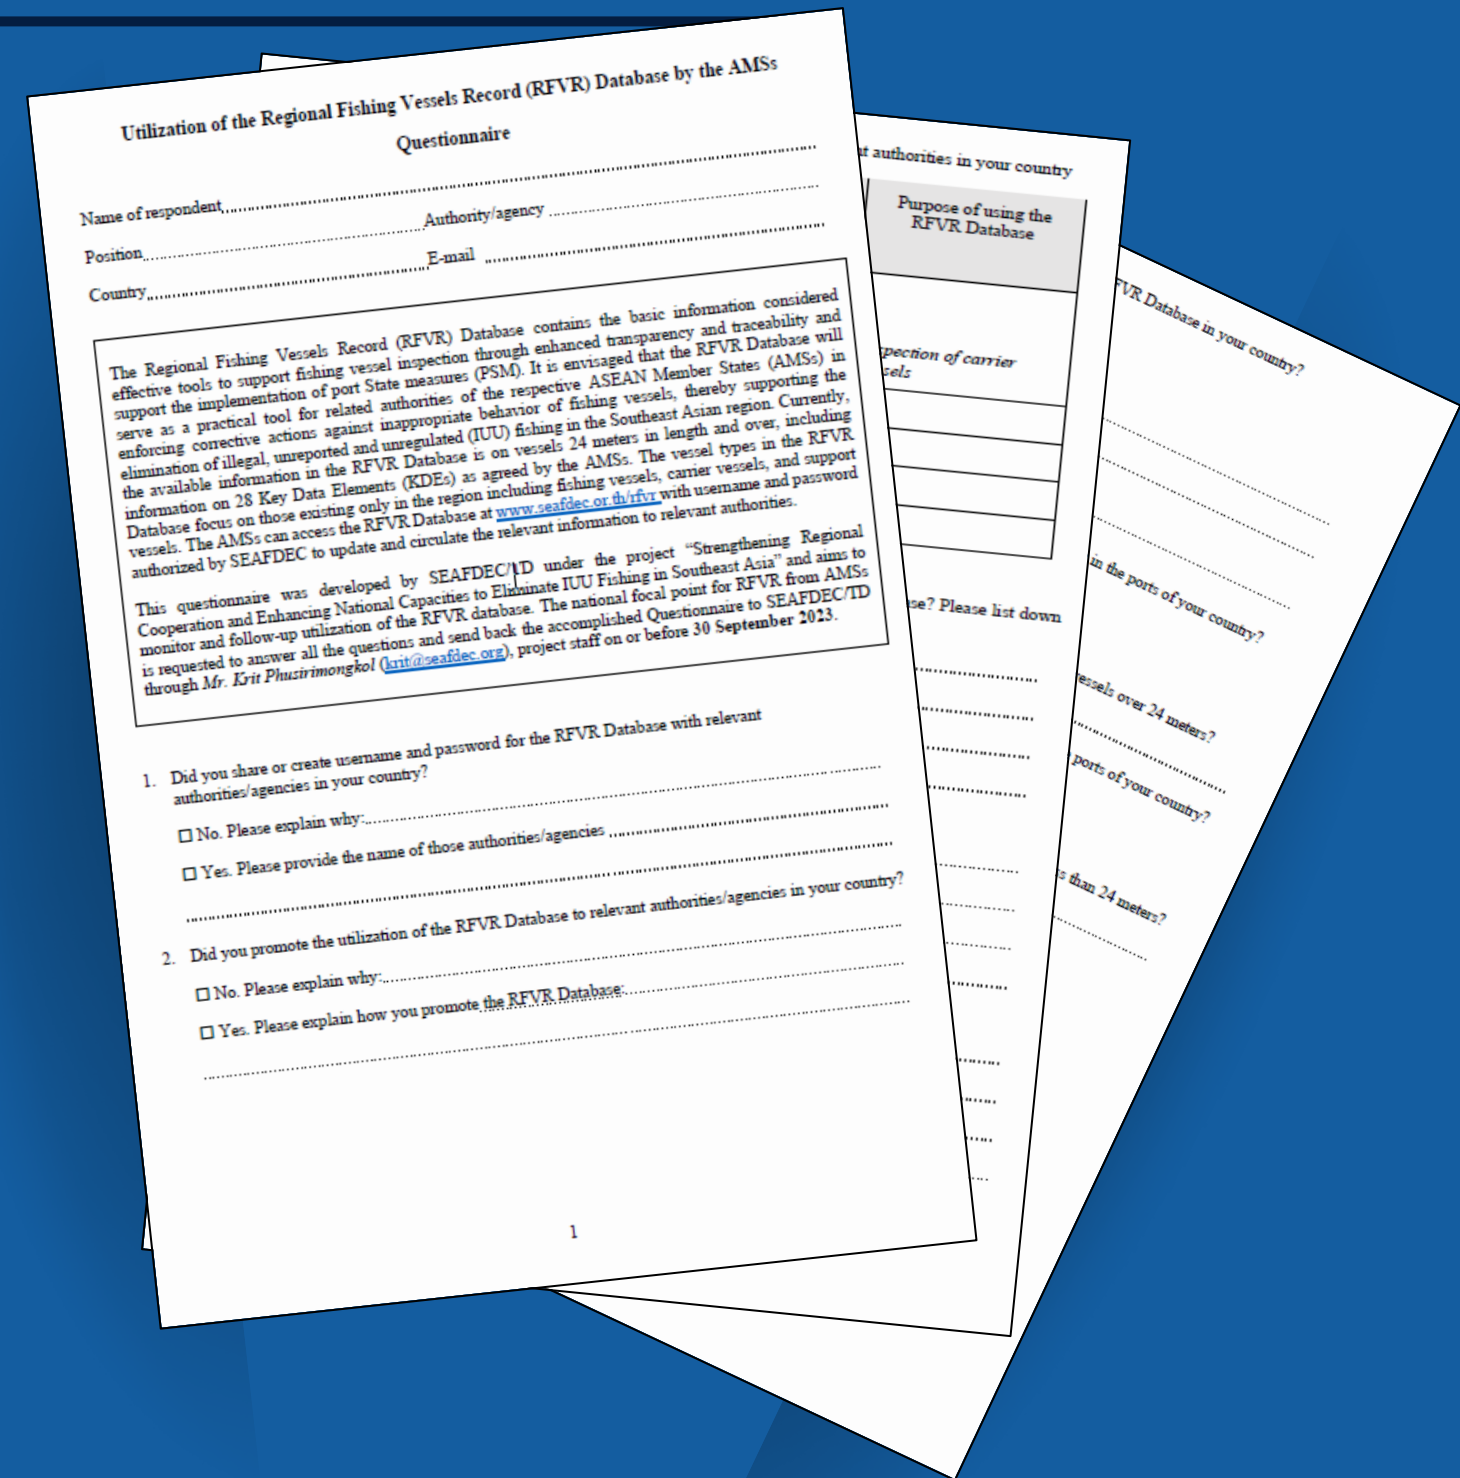 Utilization of the Regional Fishing Vessels Record (RFVR) Database by the AMSs
Questionnaire
Name of respondent
Position Authority/agency
Country E-mail
The Regional Fishing Vessels Record (RFVR) Database contains the basic information considered
effective tools to support fishing vessel inspection through enhanced transparency and traceability and
support the implementation of port State measures (PSM). It is envisaged that the RFVR Database will
serve as a practical tool for related authorities of the respective ASEAN Member States (AMSs) in
enforcing corrective actions against inappropriate behavior of fishing vessels, thereby supporting the
elimination of illegal, unreported and unregulated (IUU) fishing in the Southeast Asian region. Currently,
the available information in the RFVR Database is on vessels 24 meters in length and over, including
information on 28 Key Data Elements (KDEs) as agreed by the AMSs. The vessel types in the RFVR
Database focus on those existing only in the region including fishing vessels, carrier vessels, and support
vessels. The AMSs can access the RFVR Database at www.seafdec.or.th/rfvr with username and password
authorized by SEAFDEC to update and circulate the relevant information to relevant authorities.
This questionnaire was developed by SEAFDEC/TD under the project “Strengthening Regional
Cooperation and Enhancing National Capacities to Eliminate IUU Fishing in Southeast Asia” and aims to
monitor and follow-up utilization of the RFVR database. The national focal point for RFVR from AMSs
is requested to answer all the questions and send back the accomplished Questionnaire to SEAFDEC/TD
through Mr. Krit Phusirimongkol (krit@seafdec.org), project staff on or before 30 September 2023.
1. Did you share or create username and password for the RFVR Database with relevant
authorities/agencies in your country?
☐ No. Please explain why:
☐ Yes. Please provide the name of those authorities/agencies
2. Did you promote the utilization of the RFVR Database to relevant authorities/agencies in your country?
☐ No. Please explain why:
☐ Yes. Please explain how you promote the RFVR Database:
1
authorities in your country
Purpose of using the
RFVR Database
of carrier
? Please list down
Database in your country?
in the ports of your country?
over 24 meters?
ports of your country?
than 24 meters?